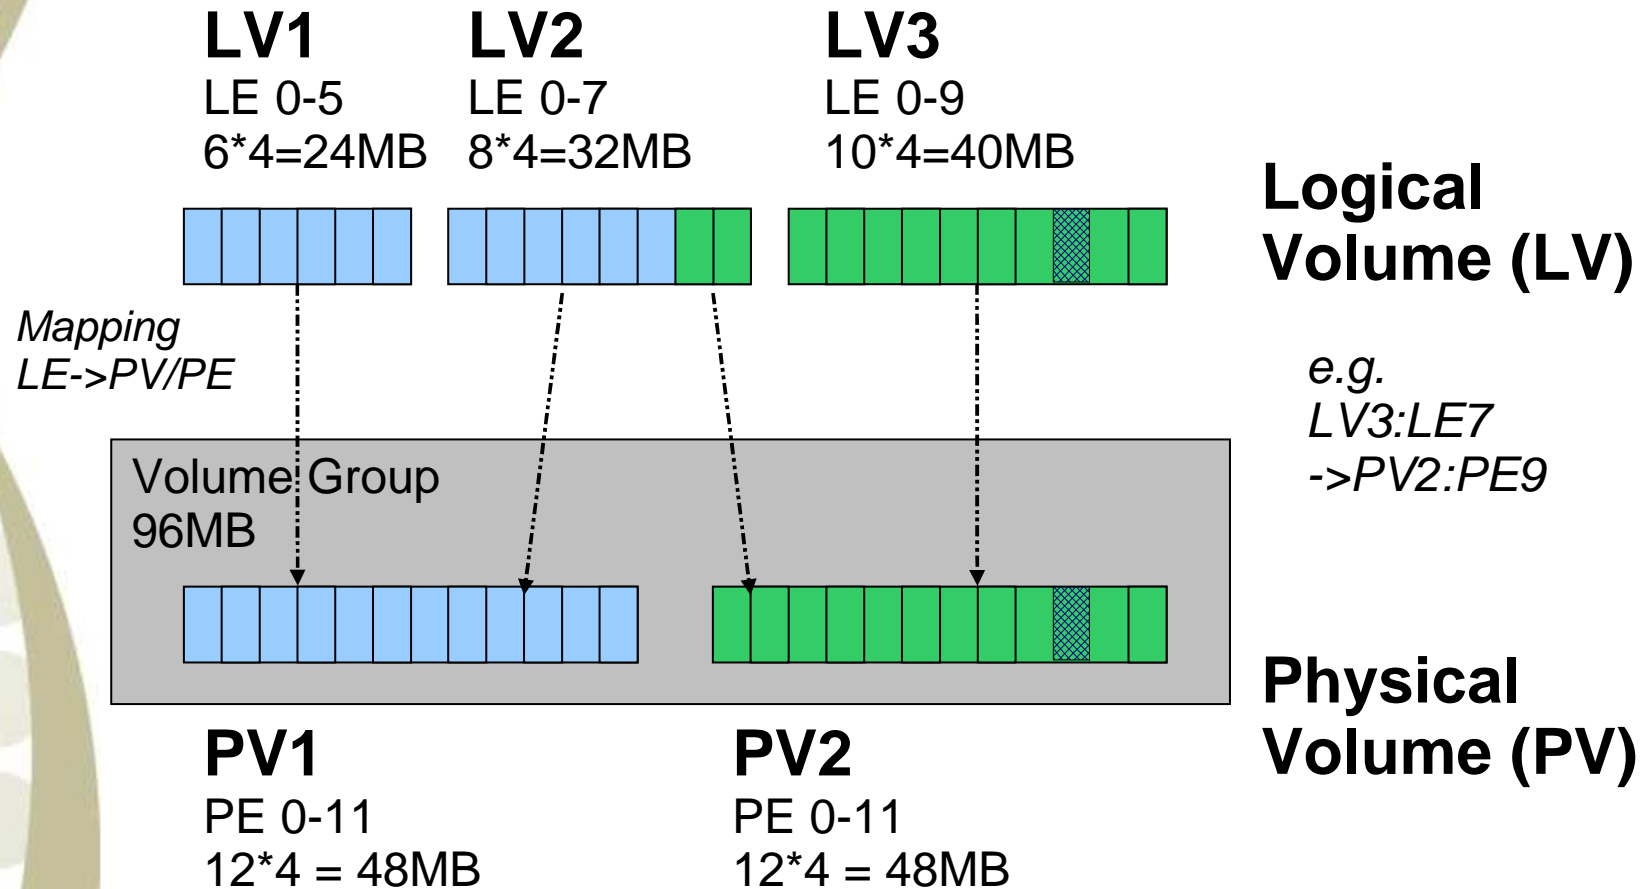 LV1
LE 0-5
6*4=24MB
LV2
LE 0-7
8*4=32MB
LV3
LE 0-9
10*4=40MB
Logical
Volume (LV)
Mapping
LE->PV/PE
e.g.
LV3:LE7
->PV2:PE9
Volume Group
96MB
PV1
PE 0-11
12*4 = 48MB
PV2
PE 0-11
12*4 = 48MB
Physical
Volume (PV)